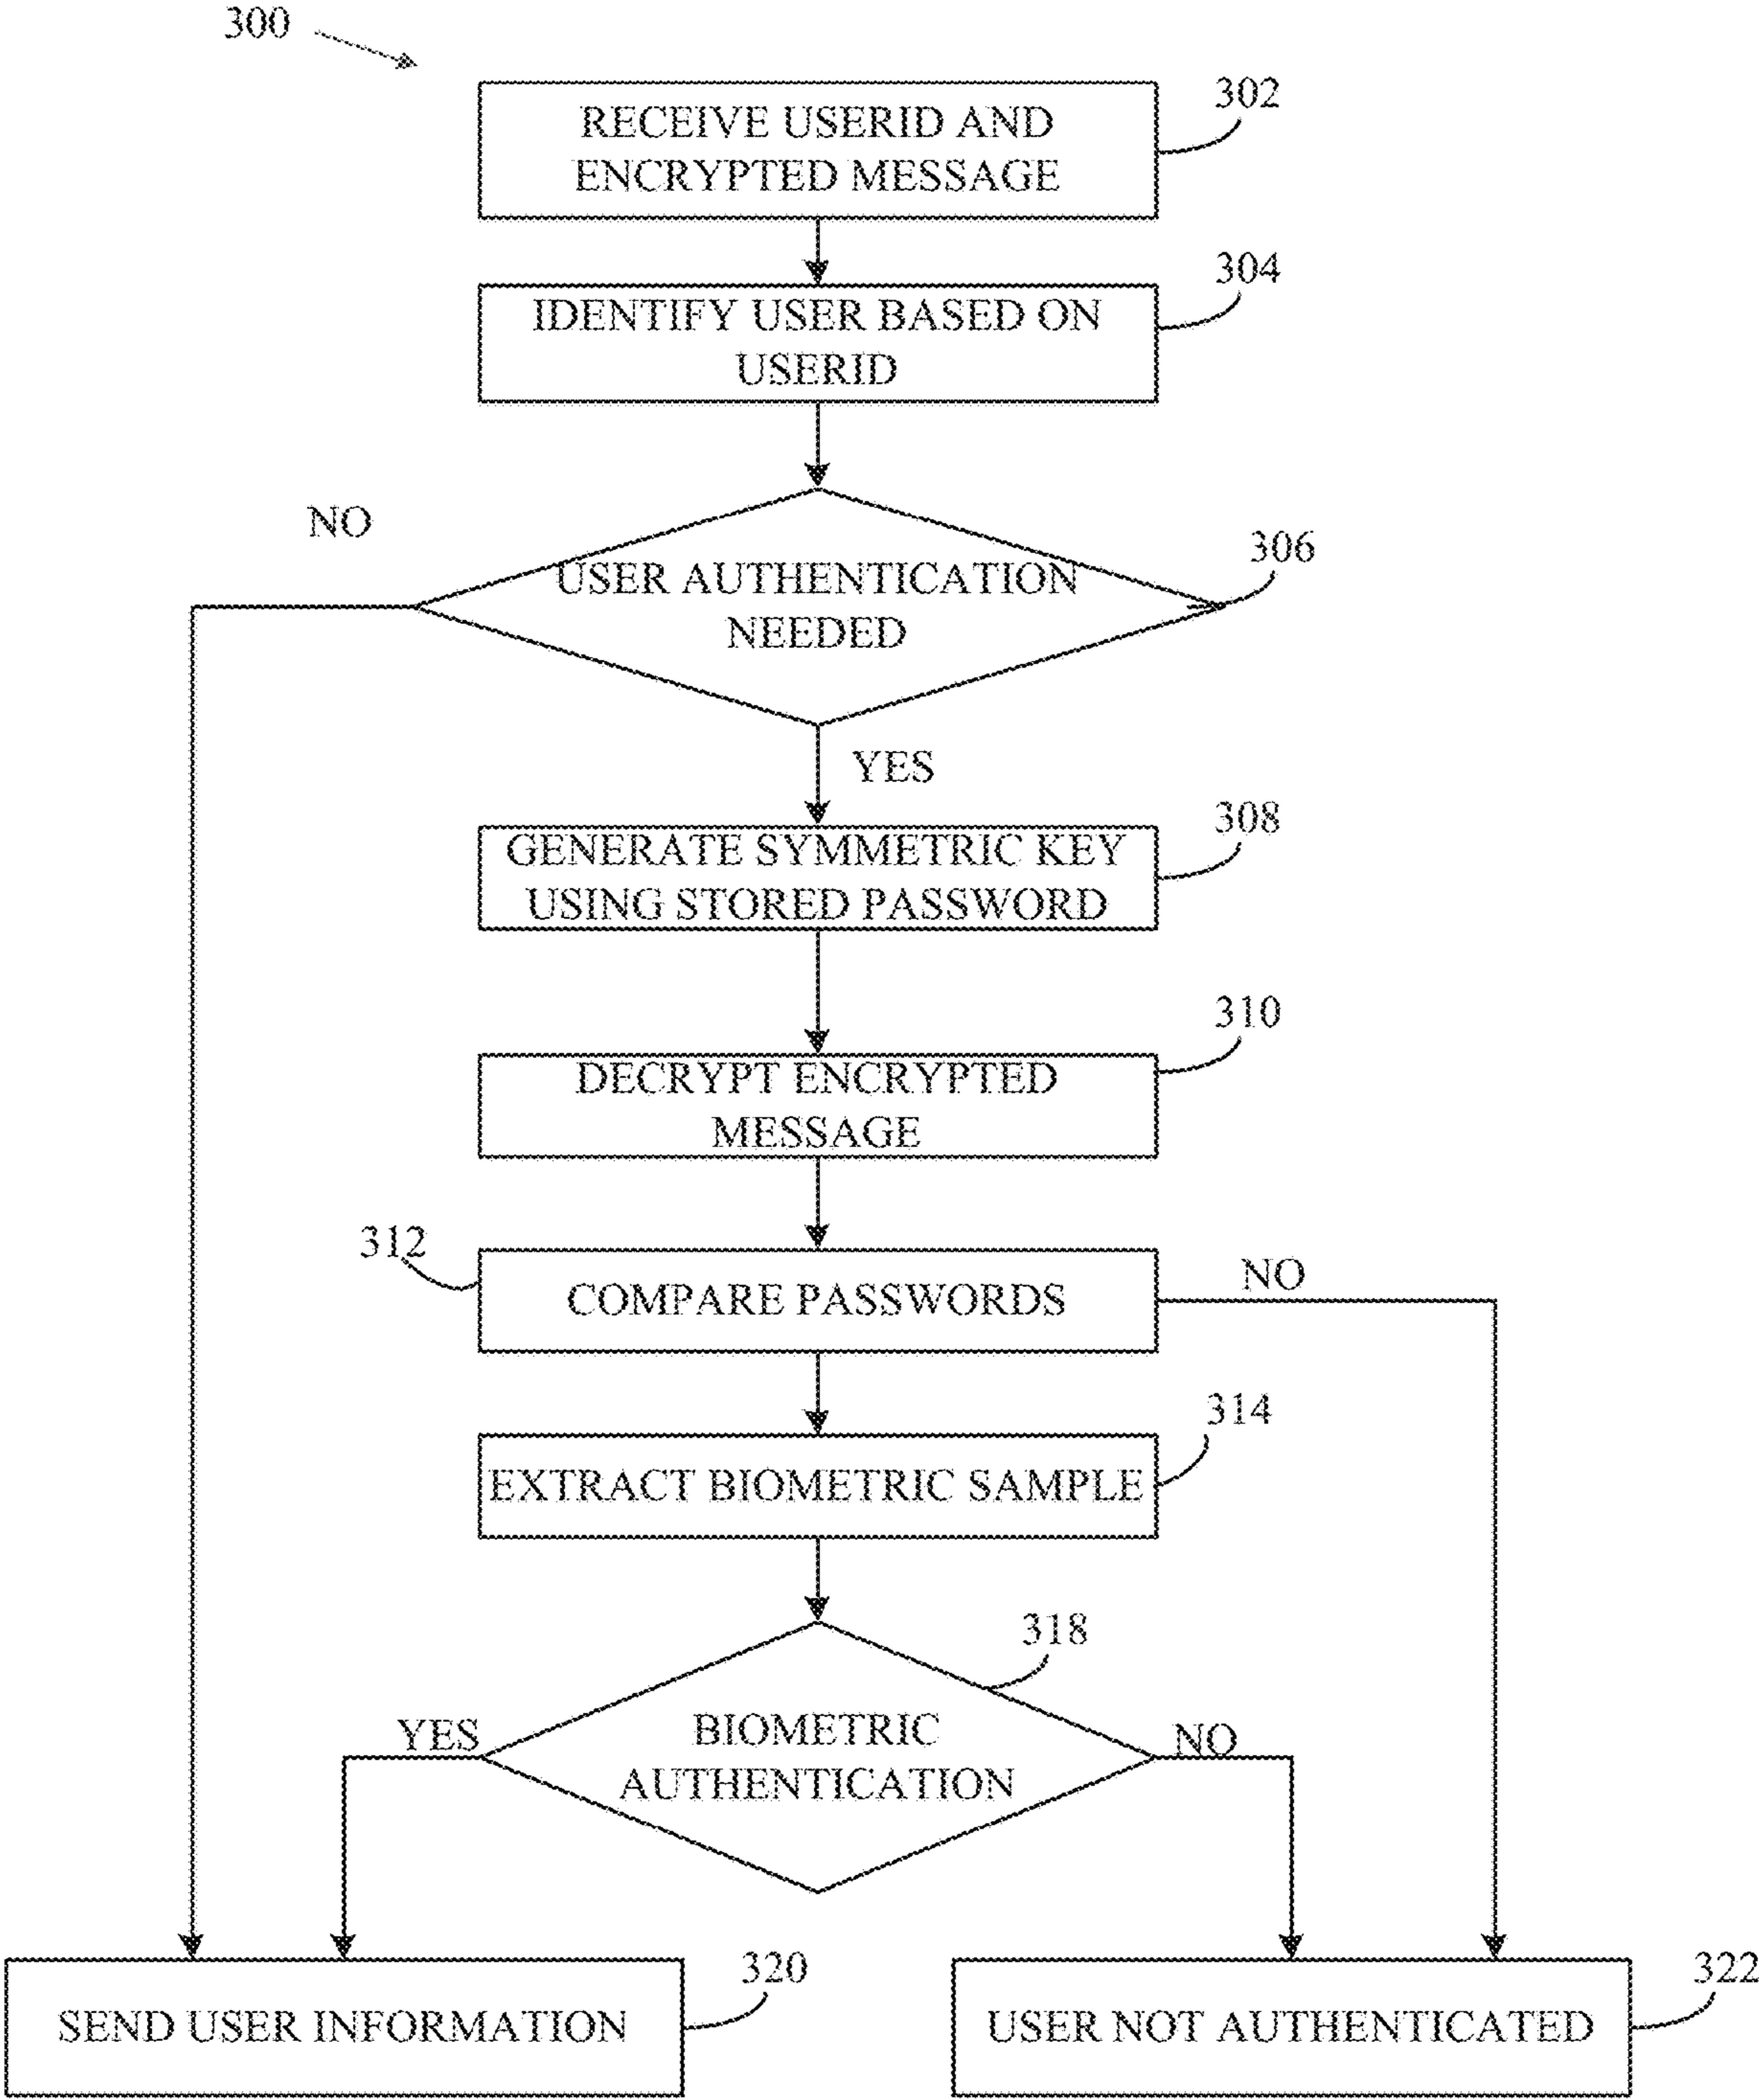 300
302
RECEIVE USERID AND
ENCRYPTED MESSAGE
304
IDENTIFY USER BASED ON
USERID
NO
306
USER AUTHENTICATION
NEEDED
YES
308
GENERATE SYMMETRIC KEY
USING STORED PASSWORD
310
DECRYPT ENCRYPTED
MESSAGE
312
COMPARE PASSWORDS
NO
314
EXTRACT BIOMETRIC SAMPLE
318
YES
BIOMETRIC
AUTHENTICATION
NO
320
SEND USER INFORMATION
322
USER NOT AUTHENTICATED